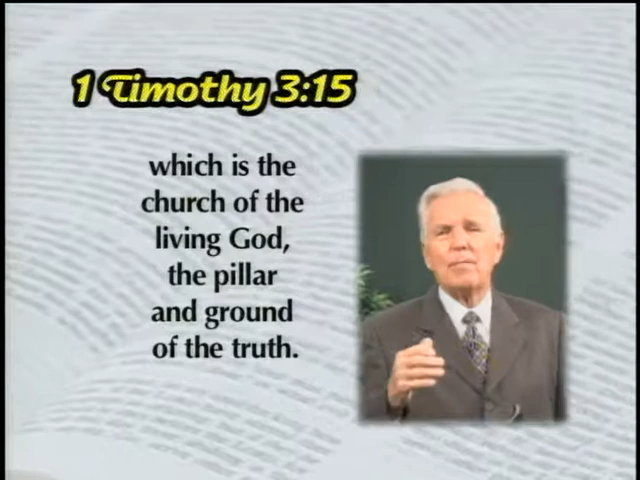 1 Timothy 3:15
which is the
church of the
living God,
the pillar
and ground
of the truth.